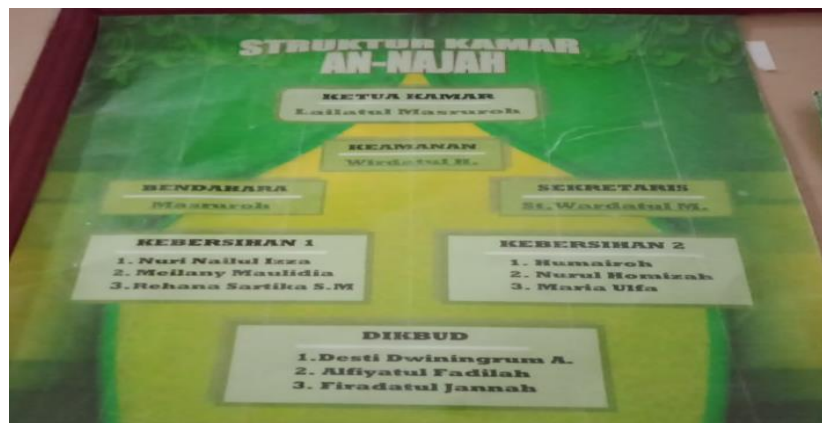 STRUKTUR KAMAR
AN-NAJAH
KETUA KAMAR
Lailatul Masruroh
KEAMANAN
Wirdatul H.
BENDAHARA
Masruroh
SEKRETARIS
St.Wardatul M.
KEBERSIHAN 1
1. Nuri Nailul Izza
2. Meilany Maulidia
3. Rehana Sartika S.M
KEBERSIHAN 2
1. Humairoh
2. Nurul Homizah
3. Maria Ulfa
DIKBUD
1.Desti Dwiningrum A.
2. Alfiyatul Fadilah
3. Firadatul Jannah